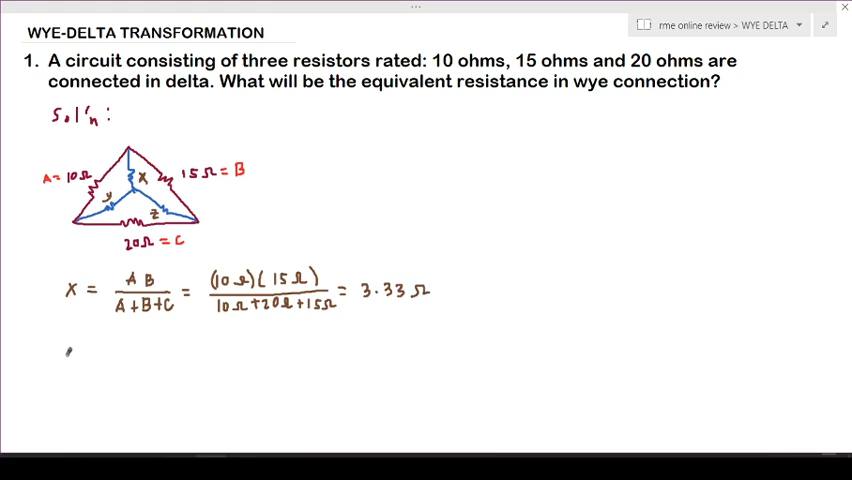 rme online review > WYE DELTA
WYE-DELTA TRANSFORMATION
1. A circuit consisting of three resistors rated: 10 ohms, 15 ohms and 20 ohms are
connected in delta. What will be the equivalent resistance in wye connection?
Sol'n:
A = 10Ω
15Ω = B
X
y
z
20Ω = C
X = AB / A+B+C = (10Ω)(15Ω) / 10Ω+20Ω+15Ω = 3.33 Ω